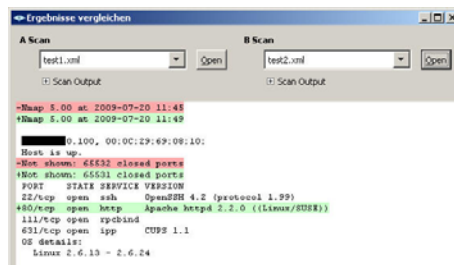 Ergebnisse vergleichen
A Scan
B Scan
test1.xml
Open
test2.xml
Open
Scan Output
Scan Output
-Nmap 5.00 at 2009-07-20 11:45
+Nmap 5.00 at 2009-07-20 11:49
0.100, 00:0C:29:69:08:10:
Host is up.
-Not shown: 65532 closed ports
+Not shown: 65531 closed ports
PORT STATE SERVICE VERSION
22/tcp open ssh OpenSSH 4.2 (protocol 1.99)
+80/tcp open http Apache httpd 2.2.0 ((Linux/SUSE))
111/tcp open rpcbind
631/tcp open ipp CUPS 1.1
OS details:
Linux 2.6.13 - 2.6.24